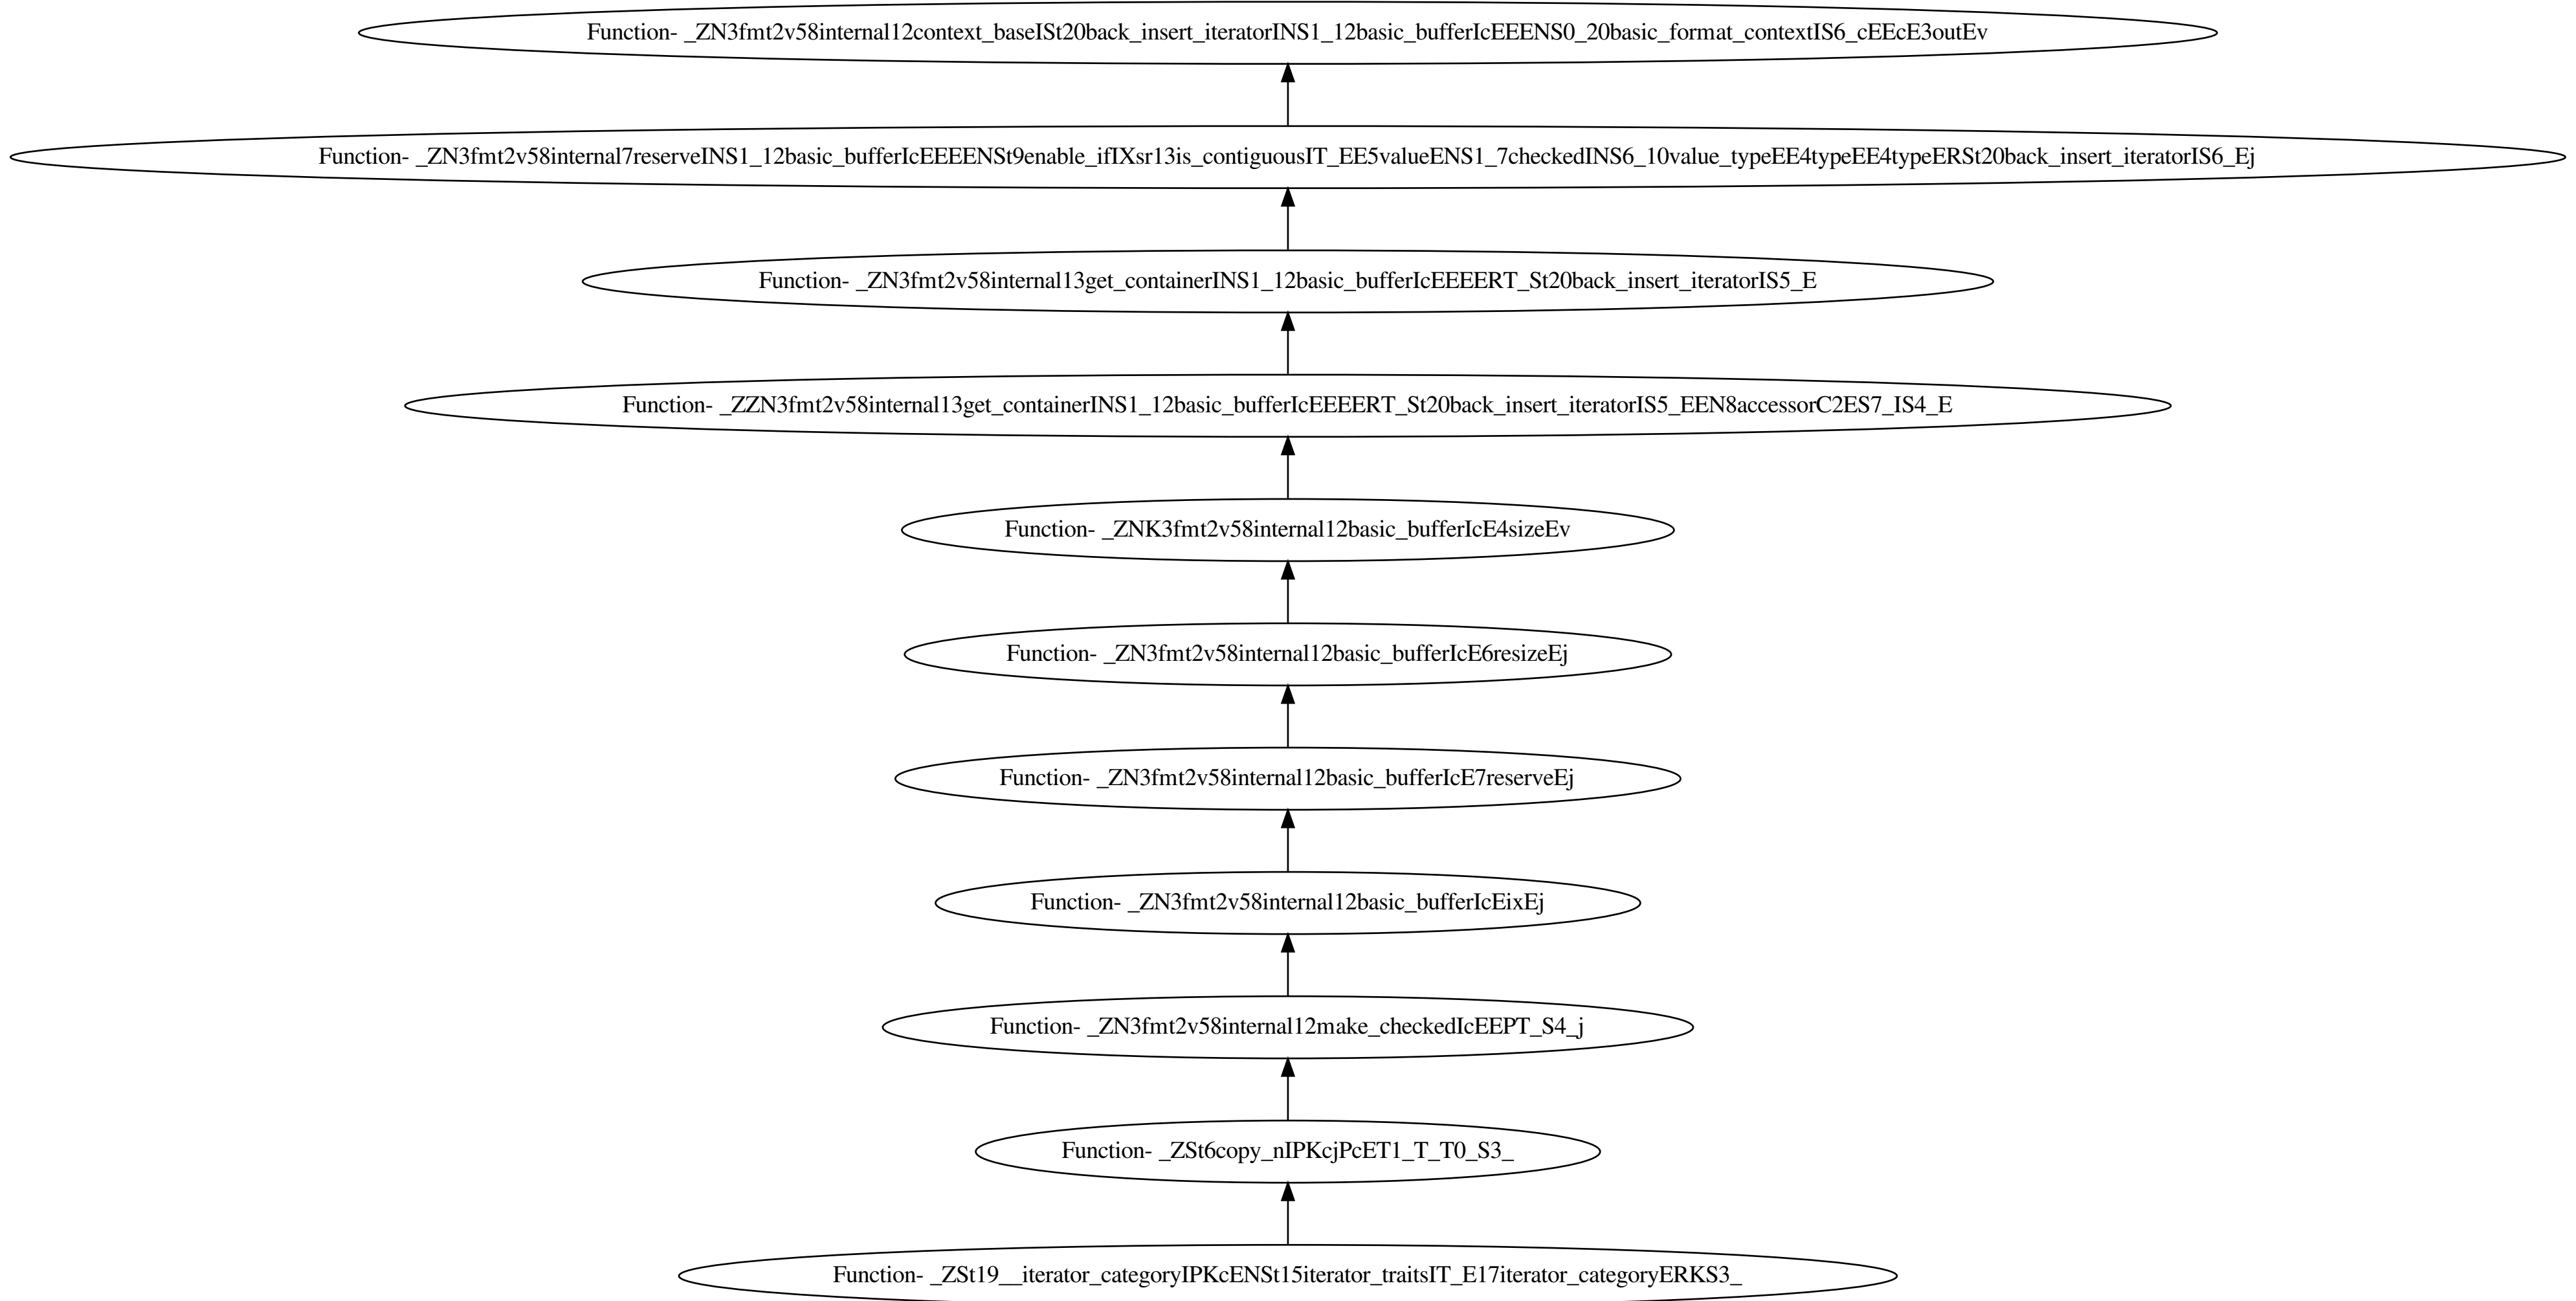 Function- _ZN3fmt2v58internal12context_baseISt20back_insert_iteratorINS1_12basic_bufferIcEEENS0_20basic_format_contextIS6_cEEcE3outEv
Function- _ZN3fmt2v58internal7reserveINS1_12basic_bufferIcEEEENSt9enable_ifIXsr13is_contiguousIT_EE5valueENS1_7checkedINS6_10value_typeEE4typeEE4typeERSt20back_insert_iteratorIS6_Ej
Function- _ZN3fmt2v58internal13get_containerINS1_12basic_bufferIcEEEERT_St20back_insert_iteratorIS5_E
Function- _ZZN3fmt2v58internal13get_containerINS1_12basic_bufferIcEEEERT_St20back_insert_iteratorIS5_EEN8accessorC2ES7_IS4_E
Function- _ZNK3fmt2v58internal12basic_bufferIcE4sizeEv
Function- _ZN3fmt2v58internal12basic_bufferIcE6resizeEj
Function- _ZN3fmt2v58internal12basic_bufferIcE7reserveEj
Function- _ZN3fmt2v58internal12basic_bufferIcEixEj
Function- _ZN3fmt2v58internal12make_checkedIcEEPT_S4_j
Function- _ZSt6copy_nIPKcjPcET1_T_T0_S3_
Function- _ZSt19__iterator_categoryIPKcENSt15iterator_traitsIT_E17iterator_categoryERKS3_